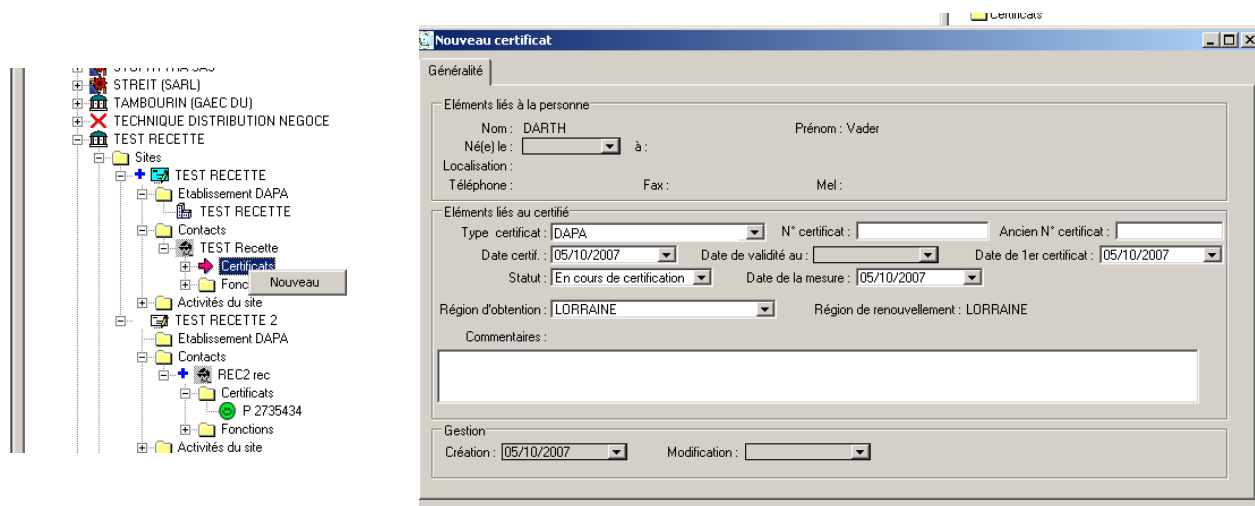 STREIT (SARL)
TAMBOURIN (GAEC DU)
TECHNIQUE DISTRIBUTION NEGOCE
TEST RECETTE
Sites
TEST RECETTE
Etablissement DAPA
TEST RECETTE
Contacts
TEST Recette
Certificats
Nouveau
Fonc
Activités du site
TEST RECETTE 2
Etablissement DAPA
Contacts
REC2 rec
Certificats
P 2735434
Fonctions
Activités du site
Certificats
Nouveau certificat
Généralité
Eléments liés à la personne
Nom : DARTH Prénom : Vader
Né(e) le : à :
Localisation :
Téléphone : Fax : Mel :
Eléments liés au certifié
Type certificat : DAPA N° certificat : Ancien N° certificat :
Date certif. : 05/10/2007 Date de validité au : Date de 1er certificat : 05/10/2007
Statut : En cours de certification Date de la mesure : 05/10/2007
Région d'obtention : LORRAINE Région de renouvellement : LORRAINE
Commentaires :
Gestion
Création : 05/10/2007 Modification :